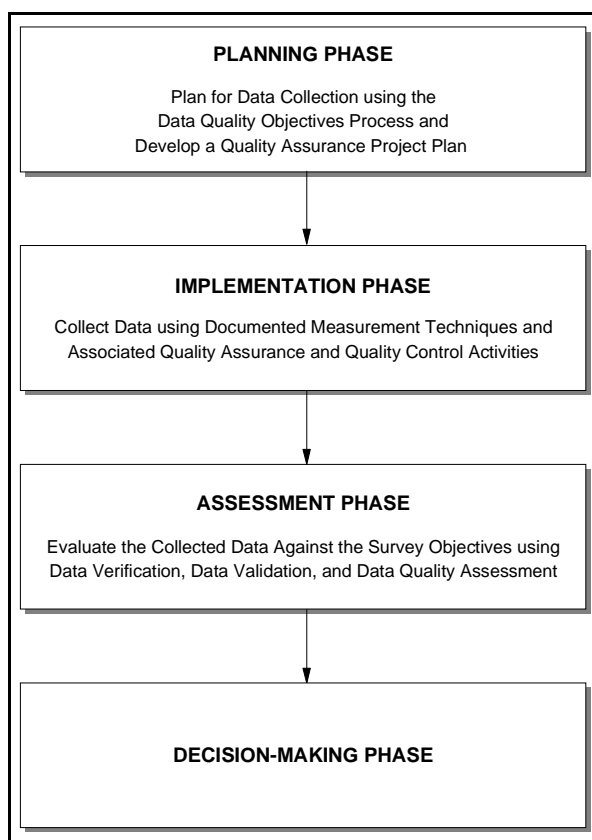 PLANNING PHASE
Plan for Data Collection using the
Data Quality Objectives Process and
Develop a Quality Assurance Project Plan
IMPLEMENTATION PHASE
Collect Data using Documented Measurement Techniques and
Associated Quality Assurance and Quality Control Activities
ASSESSMENT PHASE
Evaluate the Collected Data Against the Survey Objectives using
Data Verification, Data Validation, and Data Quality Assessment
DECISION-MAKING PHASE